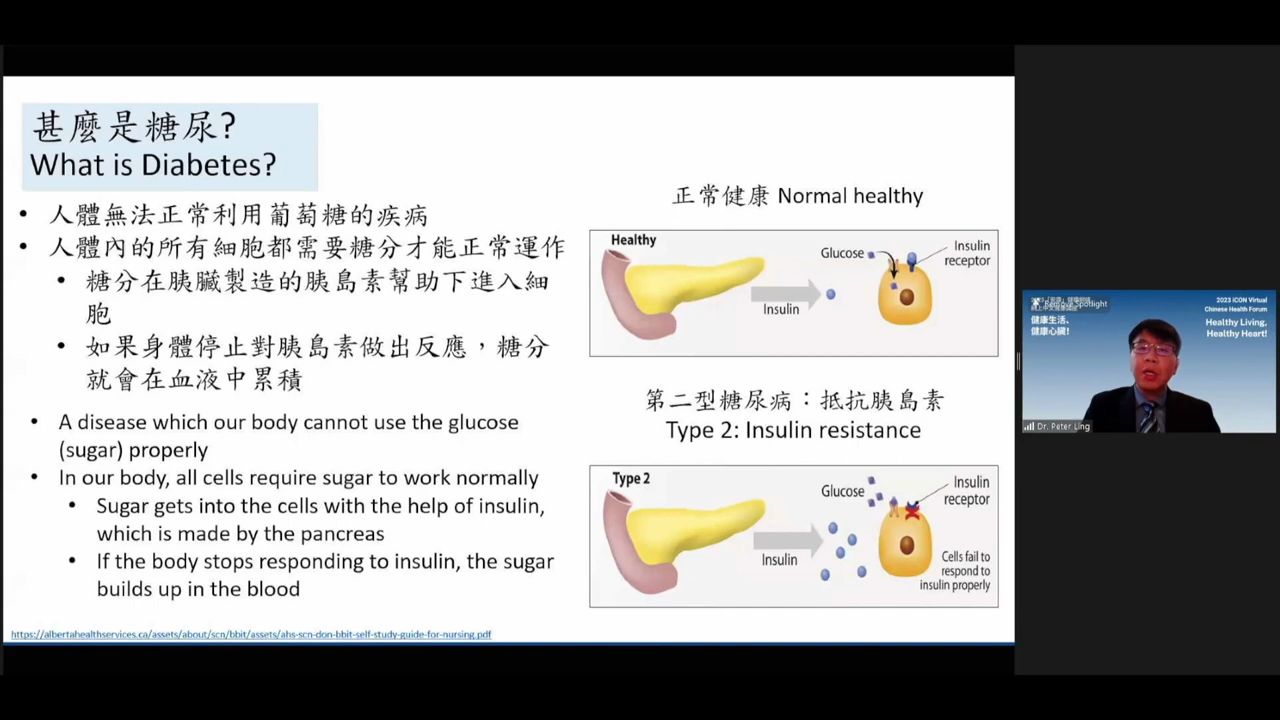 甚麼是糖尿?
What is Diabetes?
• 人體無法正常利用葡萄糖的疾病
• 人體內的所有細胞都需要糖分才能正常運作
• 糖分在胰臟製造的胰島素幫助下進入細
胞
• 如果身體停止對胰島素做出反應，糖分
就會在血液中累積
• A disease which our body cannot use the glucose
(sugar) properly
• In our body, all cells require sugar to work normally
• Sugar gets into the cells with the help of insulin,
which is made by the pancreas
• If the body stops responding to insulin, the sugar
builds up in the blood
https://albertahealthservices.ca/assets/about/scn/bbit/assets/ahs-scn-don-bbit-self-study-guide-for-nursing.pdf
正常健康 Normal healthy
Healthy
Glucose
Insulin
receptor
Insulin
第二型糖尿病：抵抗胰島素
Type 2: Insulin resistance
Type 2
Glucose
Insulin
receptor
Insulin
Cells fail to
respond to
insulin properly
Remove Spotlight
健康生活、
健康心臟!
2023 iCON Virtual
Chinese Health Forum
Healthy Living,
Healthy Heart!
Dr. Peter Ling